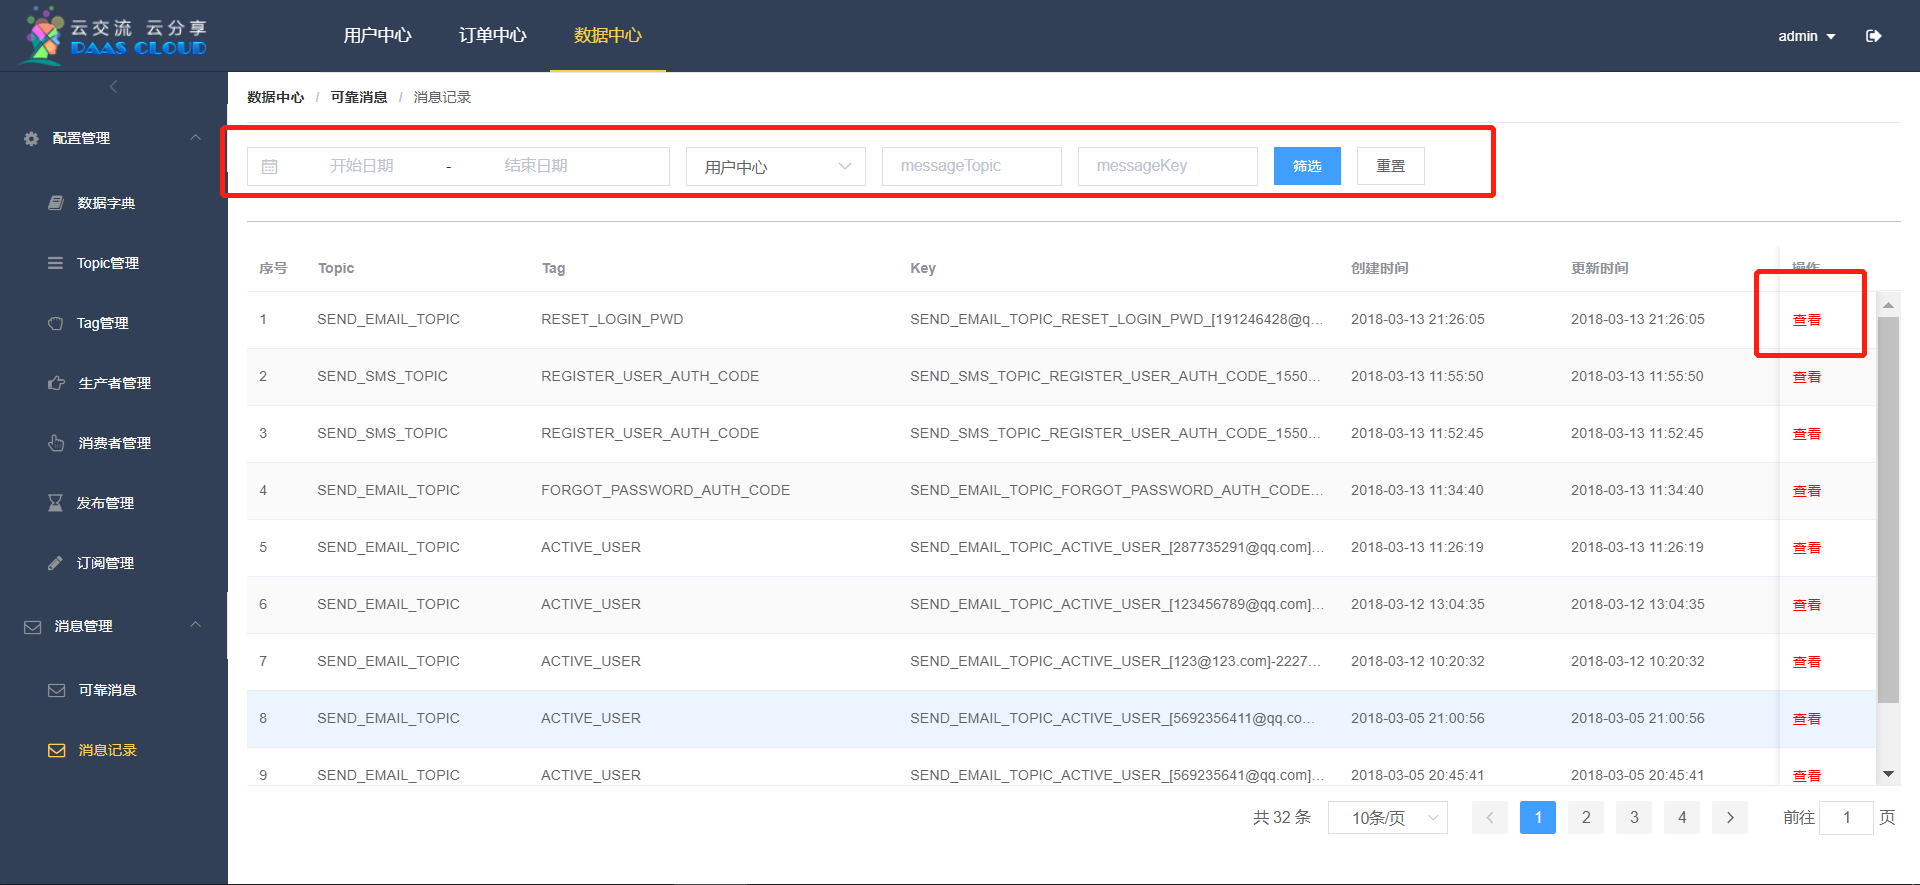 云交流 云分享
DAAS CLOUD
用户中心 订单中心 数据中心
admin
数据中心 / 可靠消息 / 消息记录
配置管理
数据字典
Topic管理
Tag管理
生产者管理
消费者管理
发布管理
订阅管理
消息管理
可靠消息
消息记录
开始日期 - 结束日期 用户中心 messageTopic messageKey 筛选 重置
序号 Topic Tag Key 创建时间 更新时间 操作
1 SEND_EMAIL_TOPIC RESET_LOGIN_PWD SEND_EMAIL_TOPIC_RESET_LOGIN_PWD_[191246428@q... 2018-03-13 21:26:05 2018-03-13 21:26:05 查看
2 SEND_SMS_TOPIC REGISTER_USER_AUTH_CODE SEND_SMS_TOPIC_REGISTER_USER_AUTH_CODE_1550... 2018-03-13 11:55:50 2018-03-13 11:55:50 查看
3 SEND_SMS_TOPIC REGISTER_USER_AUTH_CODE SEND_SMS_TOPIC_REGISTER_USER_AUTH_CODE_1550... 2018-03-13 11:52:45 2018-03-13 11:52:45 查看
4 SEND_EMAIL_TOPIC FORGOT_PASSWORD_AUTH_CODE SEND_EMAIL_TOPIC_FORGOT_PASSWORD_AUTH_CODE... 2018-03-13 11:34:40 2018-03-13 11:34:40 查看
5 SEND_EMAIL_TOPIC ACTIVE_USER SEND_EMAIL_TOPIC_ACTIVE_USER_[287735291@qq.com]... 2018-03-13 11:26:19 2018-03-13 11:26:19 查看
6 SEND_EMAIL_TOPIC ACTIVE_USER SEND_EMAIL_TOPIC_ACTIVE_USER_[123456789@qq.com]... 2018-03-12 13:04:35 2018-03-12 13:04:35 查看
7 SEND_EMAIL_TOPIC ACTIVE_USER SEND_EMAIL_TOPIC_ACTIVE_USER_[123@123.com]-2227... 2018-03-12 10:20:32 2018-03-12 10:20:32 查看
8 SEND_EMAIL_TOPIC ACTIVE_USER SEND_EMAIL_TOPIC_ACTIVE_USER_[5692356411@qq.co... 2018-03-05 21:00:56 2018-03-05 21:00:56 查看
9 SEND_EMAIL_TOPIC ACTIVE_USER SEND_EMAIL_TOPIC_ACTIVE_USER_[569235641@qq.com]... 2018-03-05 20:45:41 2018-03-05 20:45:41 查看
共 32 条 10条/页 1 2 3 4 前往 1 页